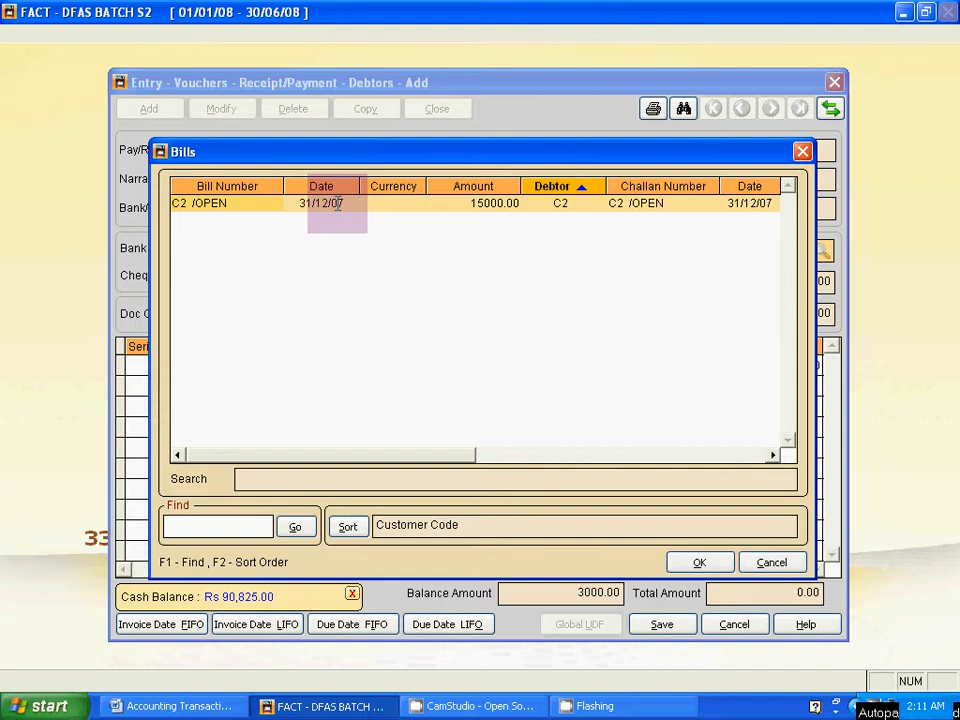 FACT - DFAS BATCH S2 [ 01/01/08 - 30/06/08 ]
Entry - Vouchers - Receipt/Payment - Debtors - Add
Add Modify Delete Copy Close
Pay/R
Narra
Bank/
Bank
Cheq 00
Doc 00
Seri
Bills
Bill Number Date Currency Amount Debtor Challan Number Date
C2 /OPEN 31/12/07 15000.00 C2 C2 /OPEN 31/12/07
Search
Find
Go Sort Customer Code
F1 - Find , F2 - Sort Order OK Cancel
33
Cash Balance : Rs 90,825.00 x Balance Amount 3000.00 Total Amount 0.00
Invoice Date FIFO Invoice Date LIFO Due Date FIFO Due Date LIFO Global UDF Save Cancel Help
NUM
start Accounting Transacti... FACT - DFAS BATCH ... CamStudio - Open So... Flashing 2:11 AM
Autopa